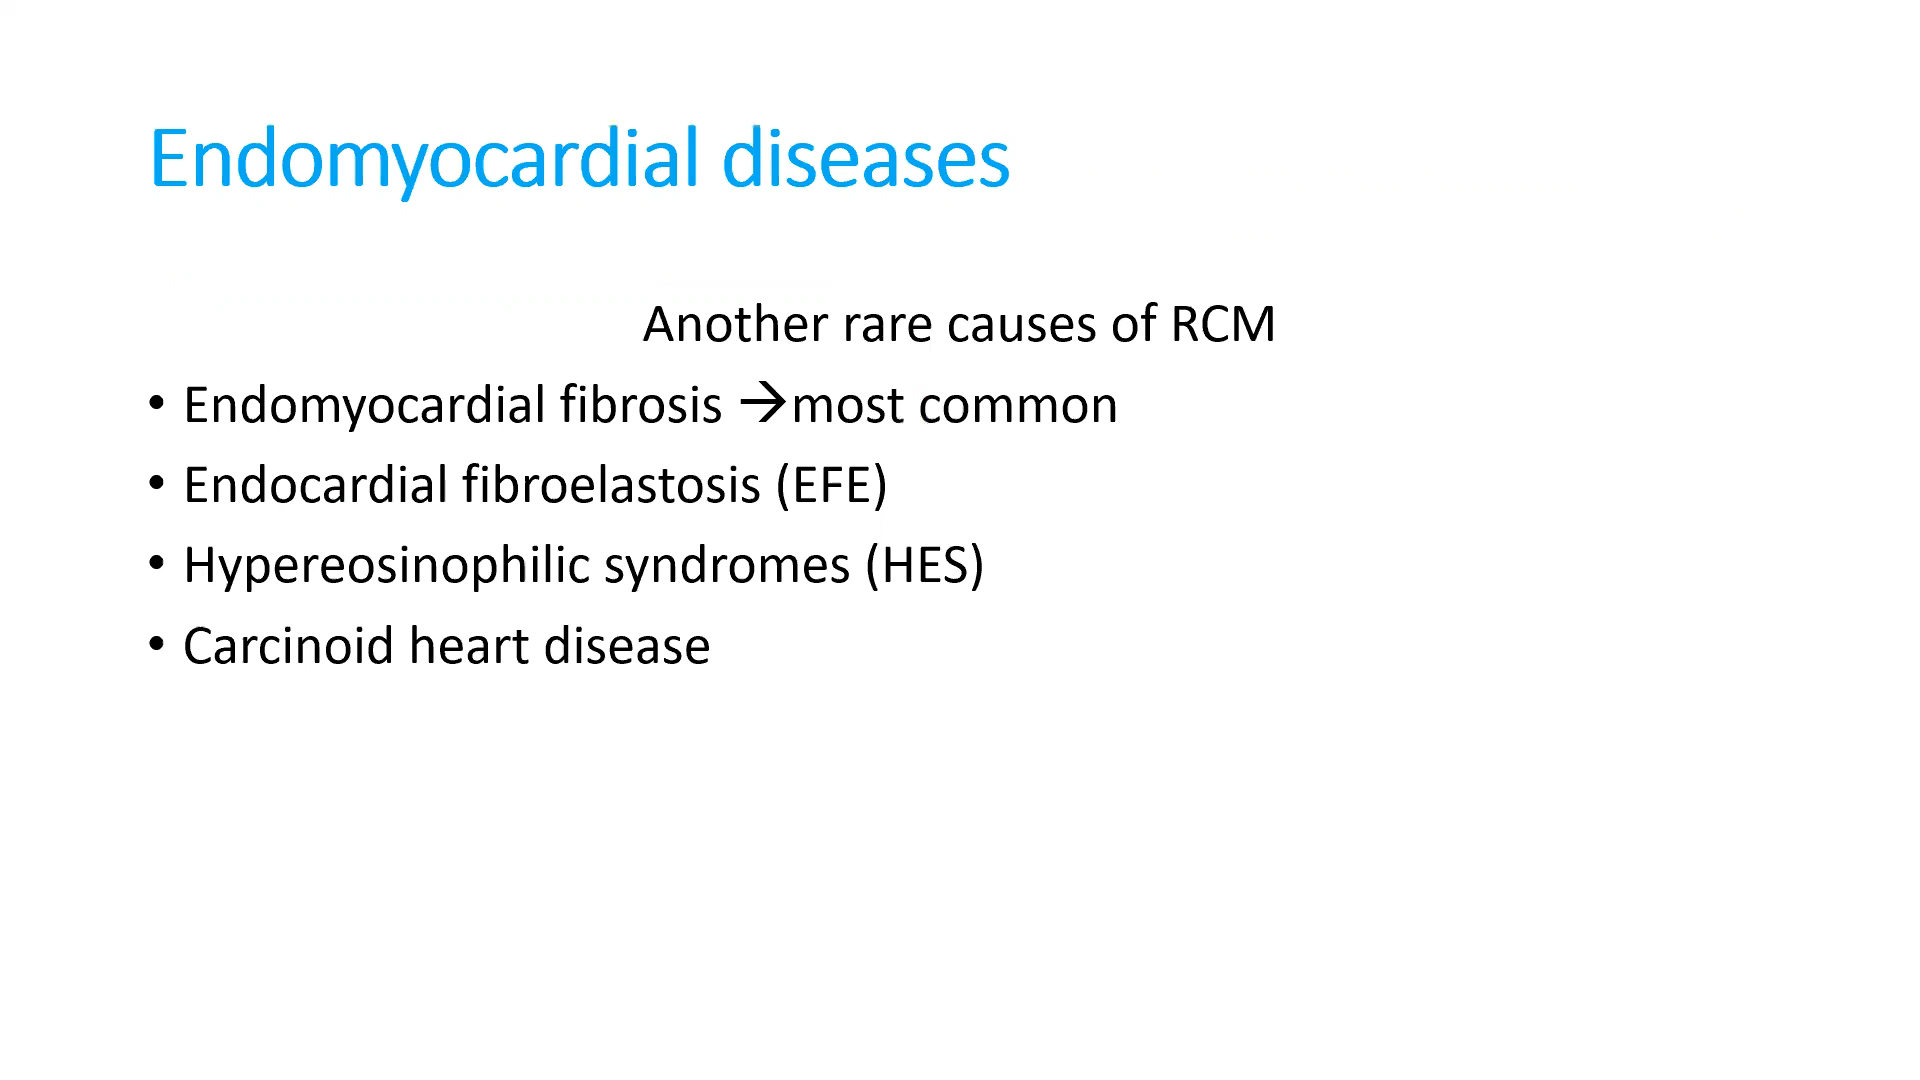 Endomyocardial diseases
Another rare causes of RCM
• Endomyocardial fibrosis →most common
• Endocardial fibroelastosis (EFE)
• Hypereosinophilic syndromes (HES)
• Carcinoid heart disease